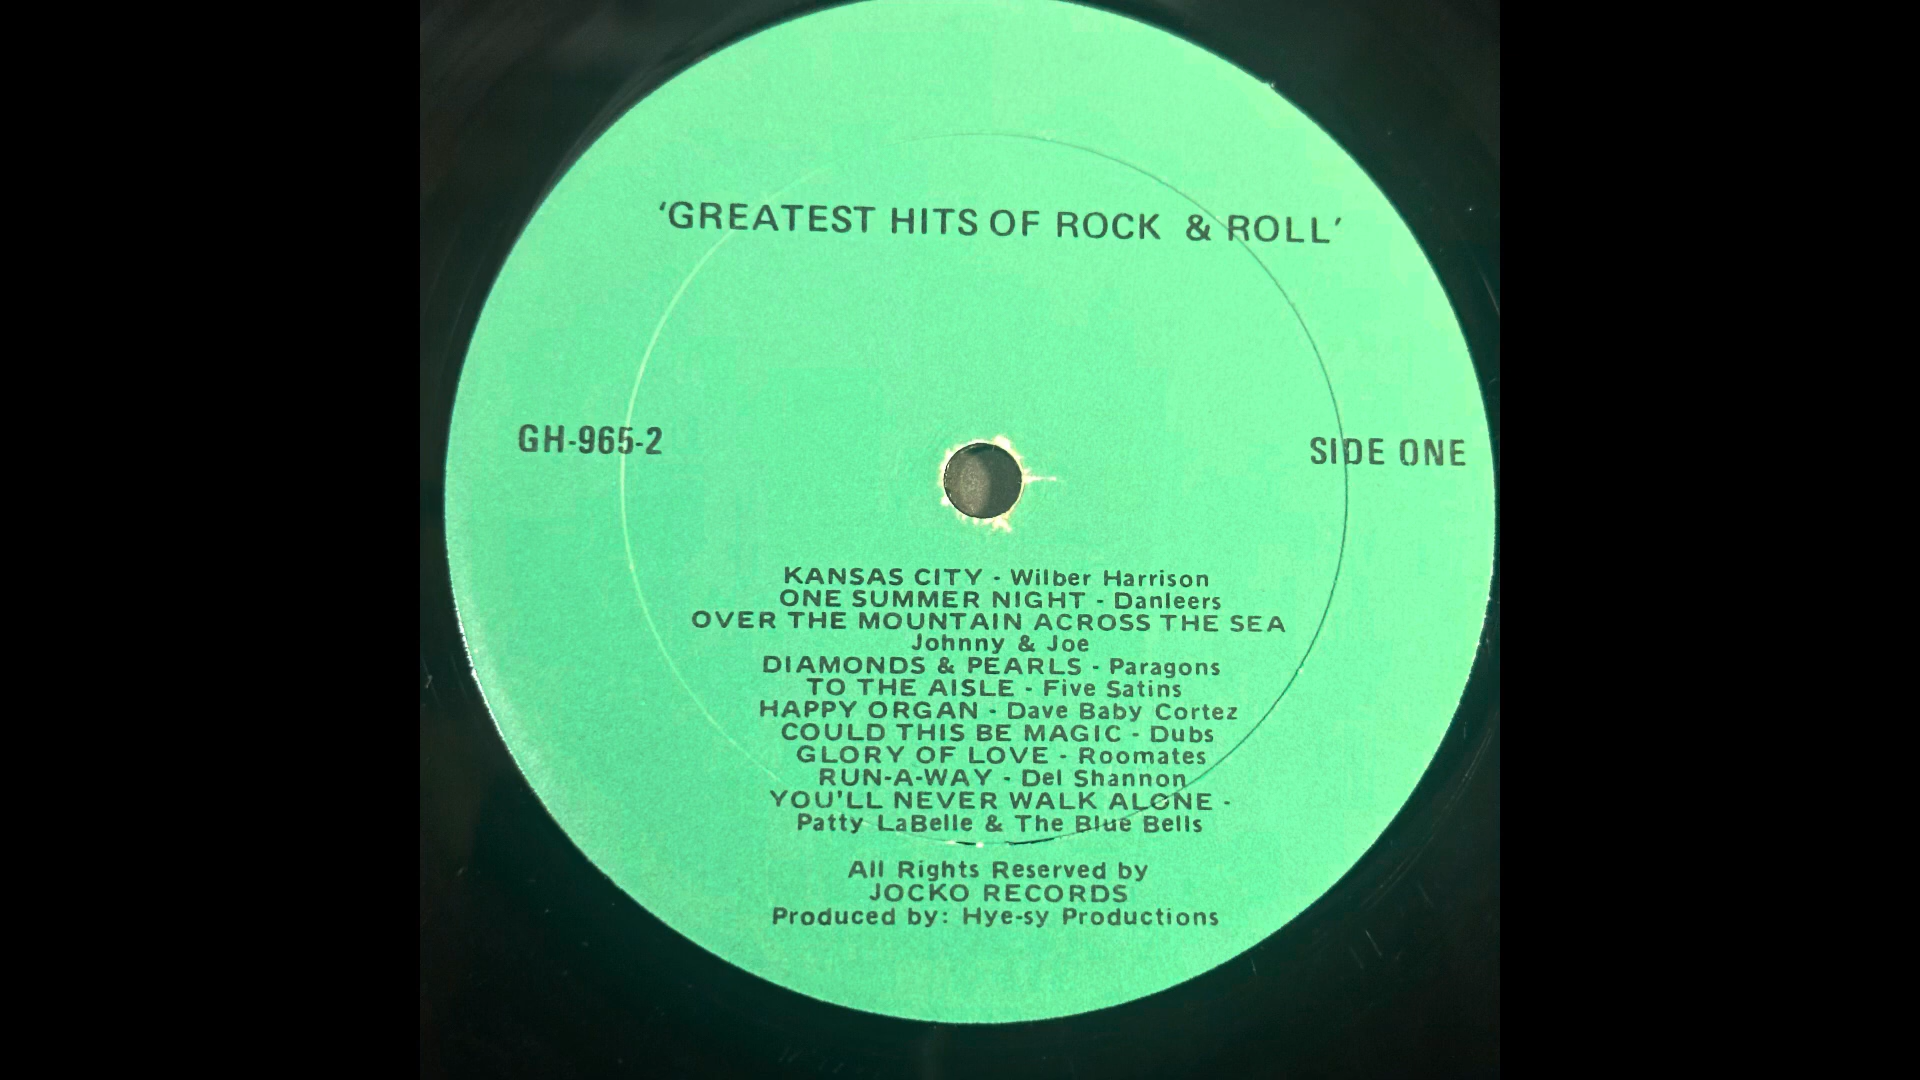 'GREATEST HITS OF ROCK & ROLL'
GH-965-2
SIDE ONE
KANSAS CITY - Wilber Harrison
ONE SUMMER NIGHT - Danleers
OVER THE MOUNTAIN ACROSS THE SEA
Johnny & Joe
DIAMONDS & PEARLS - Paragons
TO THE AISLE - Five Satins
HAPPY ORGAN - Dave Baby Cortez
COULD THIS BE MAGIC - Dubs
GLORY OF LOVE - Roomates
RUN-A-WAY - Del Shannon
YOU'LL NEVER WALK ALONE -
Patty LaBelle & The Blue Bells
All Rights Reserved by
JOCKO RECORDS
Produced by: Hye-sy Productions